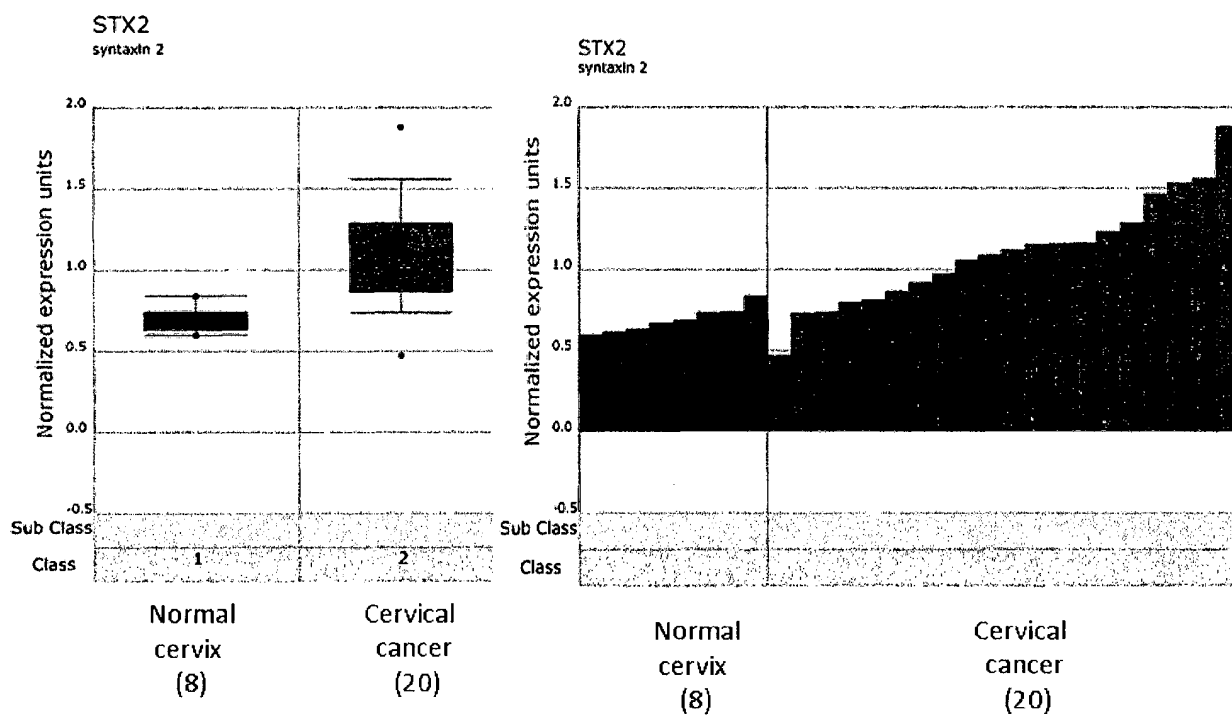 STX2
syntaxin 2
Normalized expression units
2.0
1.5
1.0
0.5
0.0
-0.5
Sub Class
Class
1
2
Normal
cervix
(8)
Cervical
cancer
(20)
STX2
syntaxin 2
Normalized expression units
2.0
1.5
1.0
0.5
0.0
-0.5
Sub Class
Class
Normal
cervix
(8)
Cervical
cancer
(20)